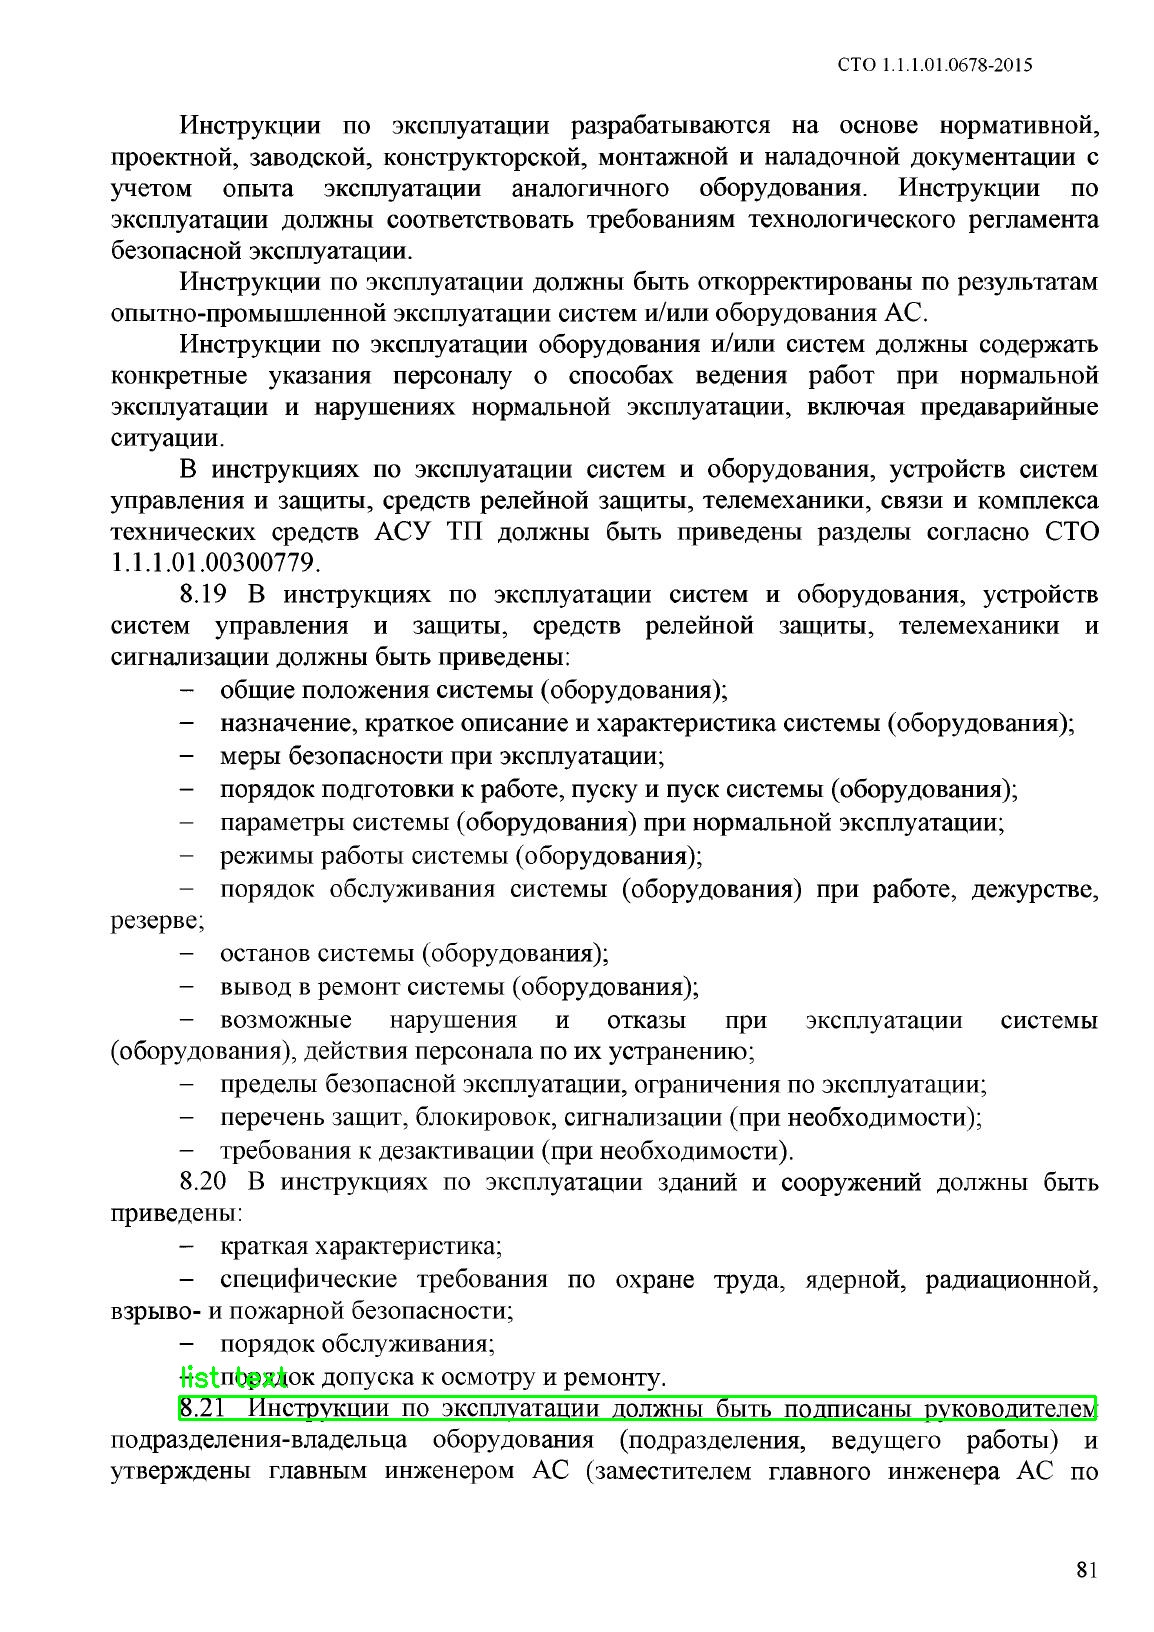 СТО 1.1.1.01.0678-2015
Инструкции по эксплуатации разрабатываются на основе нормативной,
проектной, заводской, конструкторской, монтажной и наладочной документации с
учетом опыта эксплуатации аналогичного оборудования. Инструкции по
эксплуатации должны соответствовать требованиям технологического регламента
безопасной эксплуатации.
Инструкции по эксплуатации должны быть откорректированы по результатам
опытно-промышленной эксплуатации систем и/или оборудования АС.
Инструкции по эксплуатации оборудования и/или систем должны содержать
конкретные указания персоналу о способах ведения работ при нормальной
эксплуатации и нарушениях нормальной эксплуатации, включая предаварийные
ситуации.
В инструкциях по эксплуатации систем и оборудования, устройств систем
управления и защиты, средств релейной защиты, телемеханики, связи и комплекса
технических средств АСУ ТП должны быть приведены разделы согласно СТО
1.1.1.01.00300779.
8.19 В инструкциях по эксплуатации систем и оборудования, устройств
систем управления и защиты, средств релейной защиты, телемеханики и
сигнализации должны быть приведены:
– общие положения системы (оборудования);
– назначение, краткое описание и характеристика системы (оборудования);
– меры безопасности при эксплуатации;
– порядок подготовки к работе, пуску и пуск системы (оборудования);
– параметры системы (оборудования) при нормальной эксплуатации;
– режимы работы системы (оборудования);
– порядок обслуживания системы (оборудования) при работе, дежурстве,
резерве;
– останов системы (оборудования);
– вывод в ремонт системы (оборудования);
– возможные нарушения и отказы при эксплуатации системы
(оборудования), действия персонала по их устранению;
– пределы безопасной эксплуатации, ограничения по эксплуатации;
– перечень защит, блокировок, сигнализации (при необходимости);
– требования к дезактивации (при необходимости).
8.20 В инструкциях по эксплуатации зданий и сооружений должны быть
приведены:
– краткая характеристика;
– специфические требования по охране труда, ядерной, радиационной,
взрыво- и пожарной безопасности;
– порядок обслуживания;
list text
– порядок допуска к осмотру и ремонту.
8.21 Инструкции по эксплуатации должны быть подписаны руководителем
подразделения-владельца оборудования (подразделения, ведущего работы) и
утверждены главным инженером АС (заместителем главного инженера АС по
81